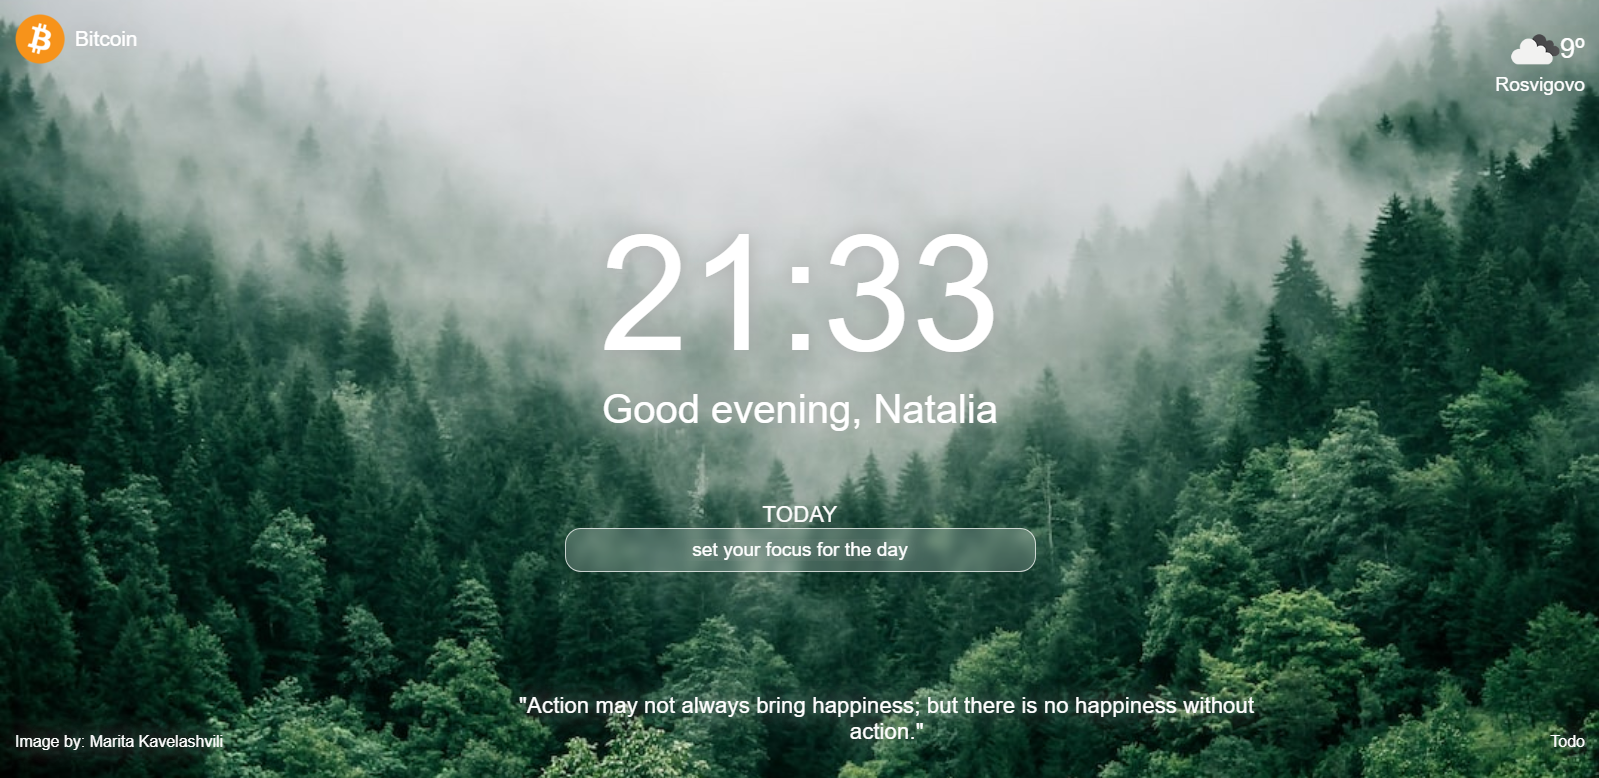 Bitcoin
9º
Rosvigovo
21:33
Good evening, Natalia
TODAY
set your focus for the day
"Action may not always bring happiness; but there is no happiness without
action."
Image by: Marita Kavelashvili
Todo